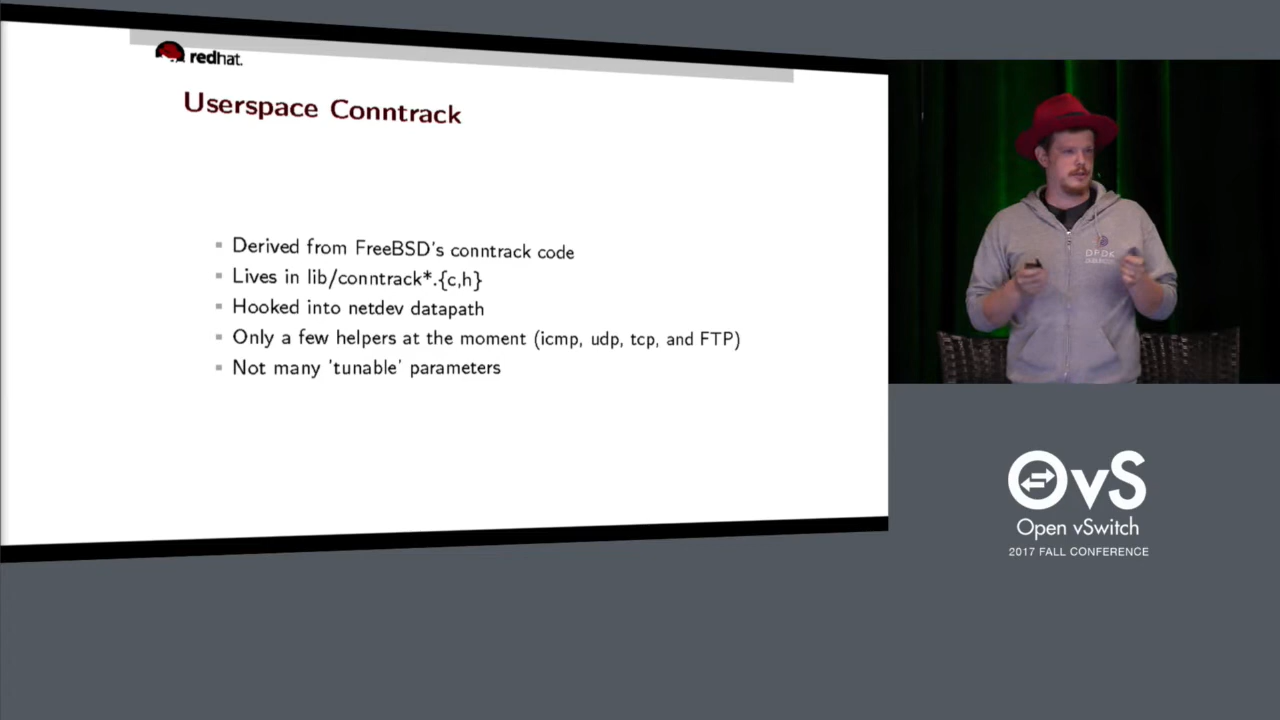 redhat.
Userspace Conntrack
Derived from FreeBSD's conntrack code
Lives in lib/conntrack*.{c,h}
Hooked into netdev datapath
Only a few helpers at the moment (icmp, udp, tcp, and FTP)
Not many 'tunable' parameters
DPDK
OvS
Open vSwitch
2017 FALL CONFERENCE